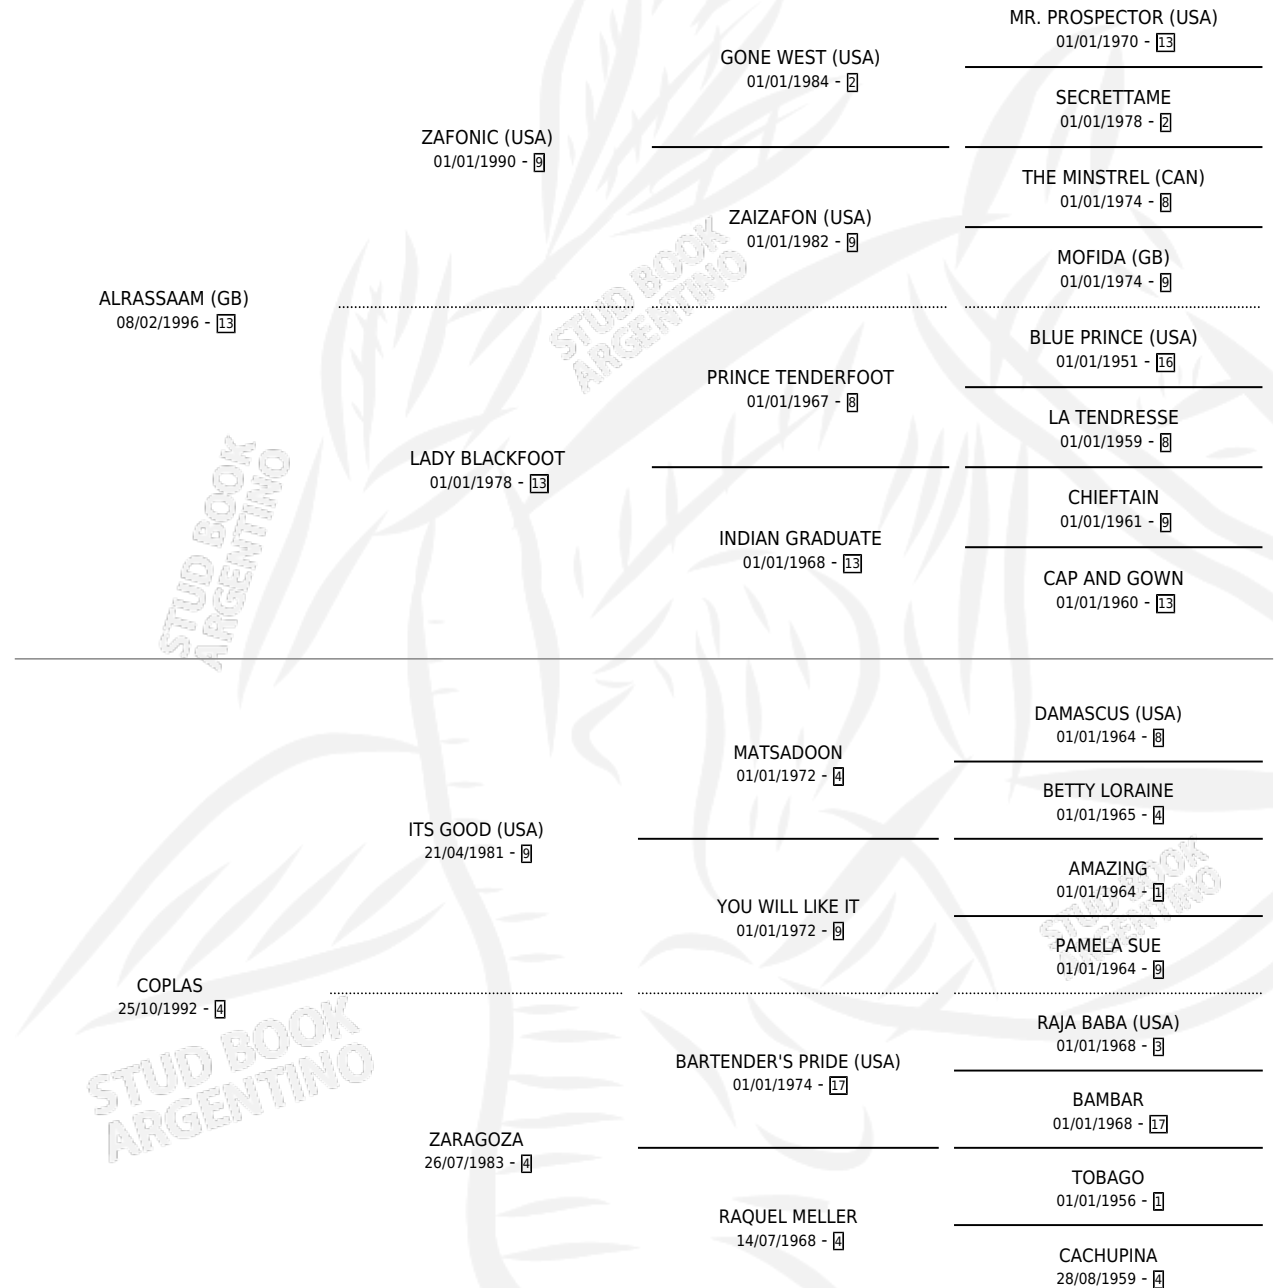 MR. PROSPECTOR (USA)
01/01/1970 - 13
GONE WEST (USA)
01/01/1984 - 2
SECRETTAME
01/01/1978 - 2
ZAFONIC (USA)
01/01/1990 - 9
THE MINSTREL (CAN)
01/01/1974 - 8
ZAIZAFON (USA)
01/01/1982 - 9
MOFIDA (GB)
01/01/1974 - 9
ALRASSAAM (GB)
08/02/1996 - 13
STUD BOOK
ARGENTINO
BLUE PRINCE (USA)
01/01/1951 - 16
PRINCE TENDERFOOT
01/01/1967 - 8
LA TENDRESSE
01/01/1959 - 8
LADY BLACKFOOT
01/01/1978 - 13
CHIEFTAIN
01/01/1961 - 9
INDIAN GRADUATE
01/01/1968 - 13
CAP AND GOWN
01/01/1960 - 13
STUD BOOK
ARGENTINO
DAMASCUS (USA)
01/01/1964 - 8
MATSADOON
01/01/1972 - 4
BETTY LORAINE
01/01/1965 - 4
ITS GOOD (USA)
21/04/1981 - 9
AMAZING
01/01/1964 - 1
YOU WILL LIKE IT
01/01/1972 - 9
STUD BOOK
ARGENTINO
PAMELA SUE
01/01/1964 - 9
COPLAS
25/10/1992 - 4
STUD BOOK
ARGENTINO
RAJA BABA (USA)
01/01/1968 - 3
BARTENDER'S PRIDE (USA)
01/01/1974 - 17
BAMBAR
01/01/1968 - 17
ZARAGOZA
26/07/1983 - 4
TOBAGO
01/01/1956 - 1
RAQUEL MELLER
14/07/1968 - 4
CACHUPINA
28/08/1959 - 4